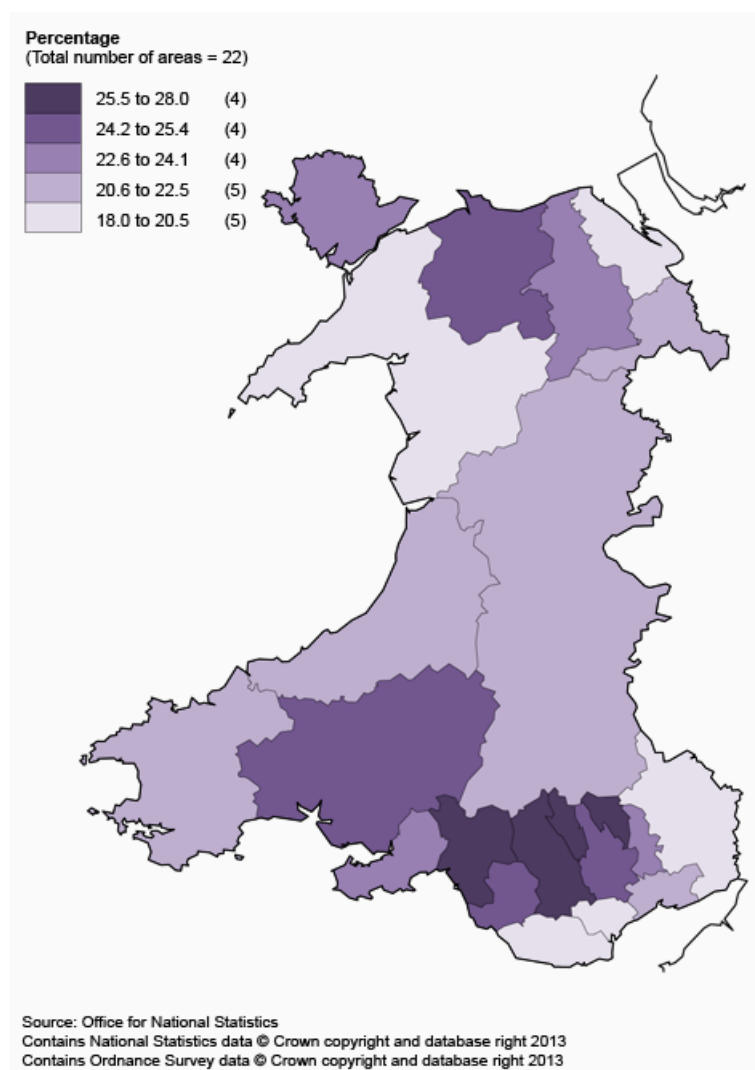 Percentage
(Total number of areas = 22)
25.5 to 28.0 (4)
24.2 to 25.4 (4)
22.6 to 24.1 (4)
20.6 to 22.5 (5)
18.0 to 20.5 (5)
Source: Office for National Statistics
Contains National Statistics data © Crown copyright and database right 2013
Contains Ordnance Survey data © Crown copyright and database right 2013